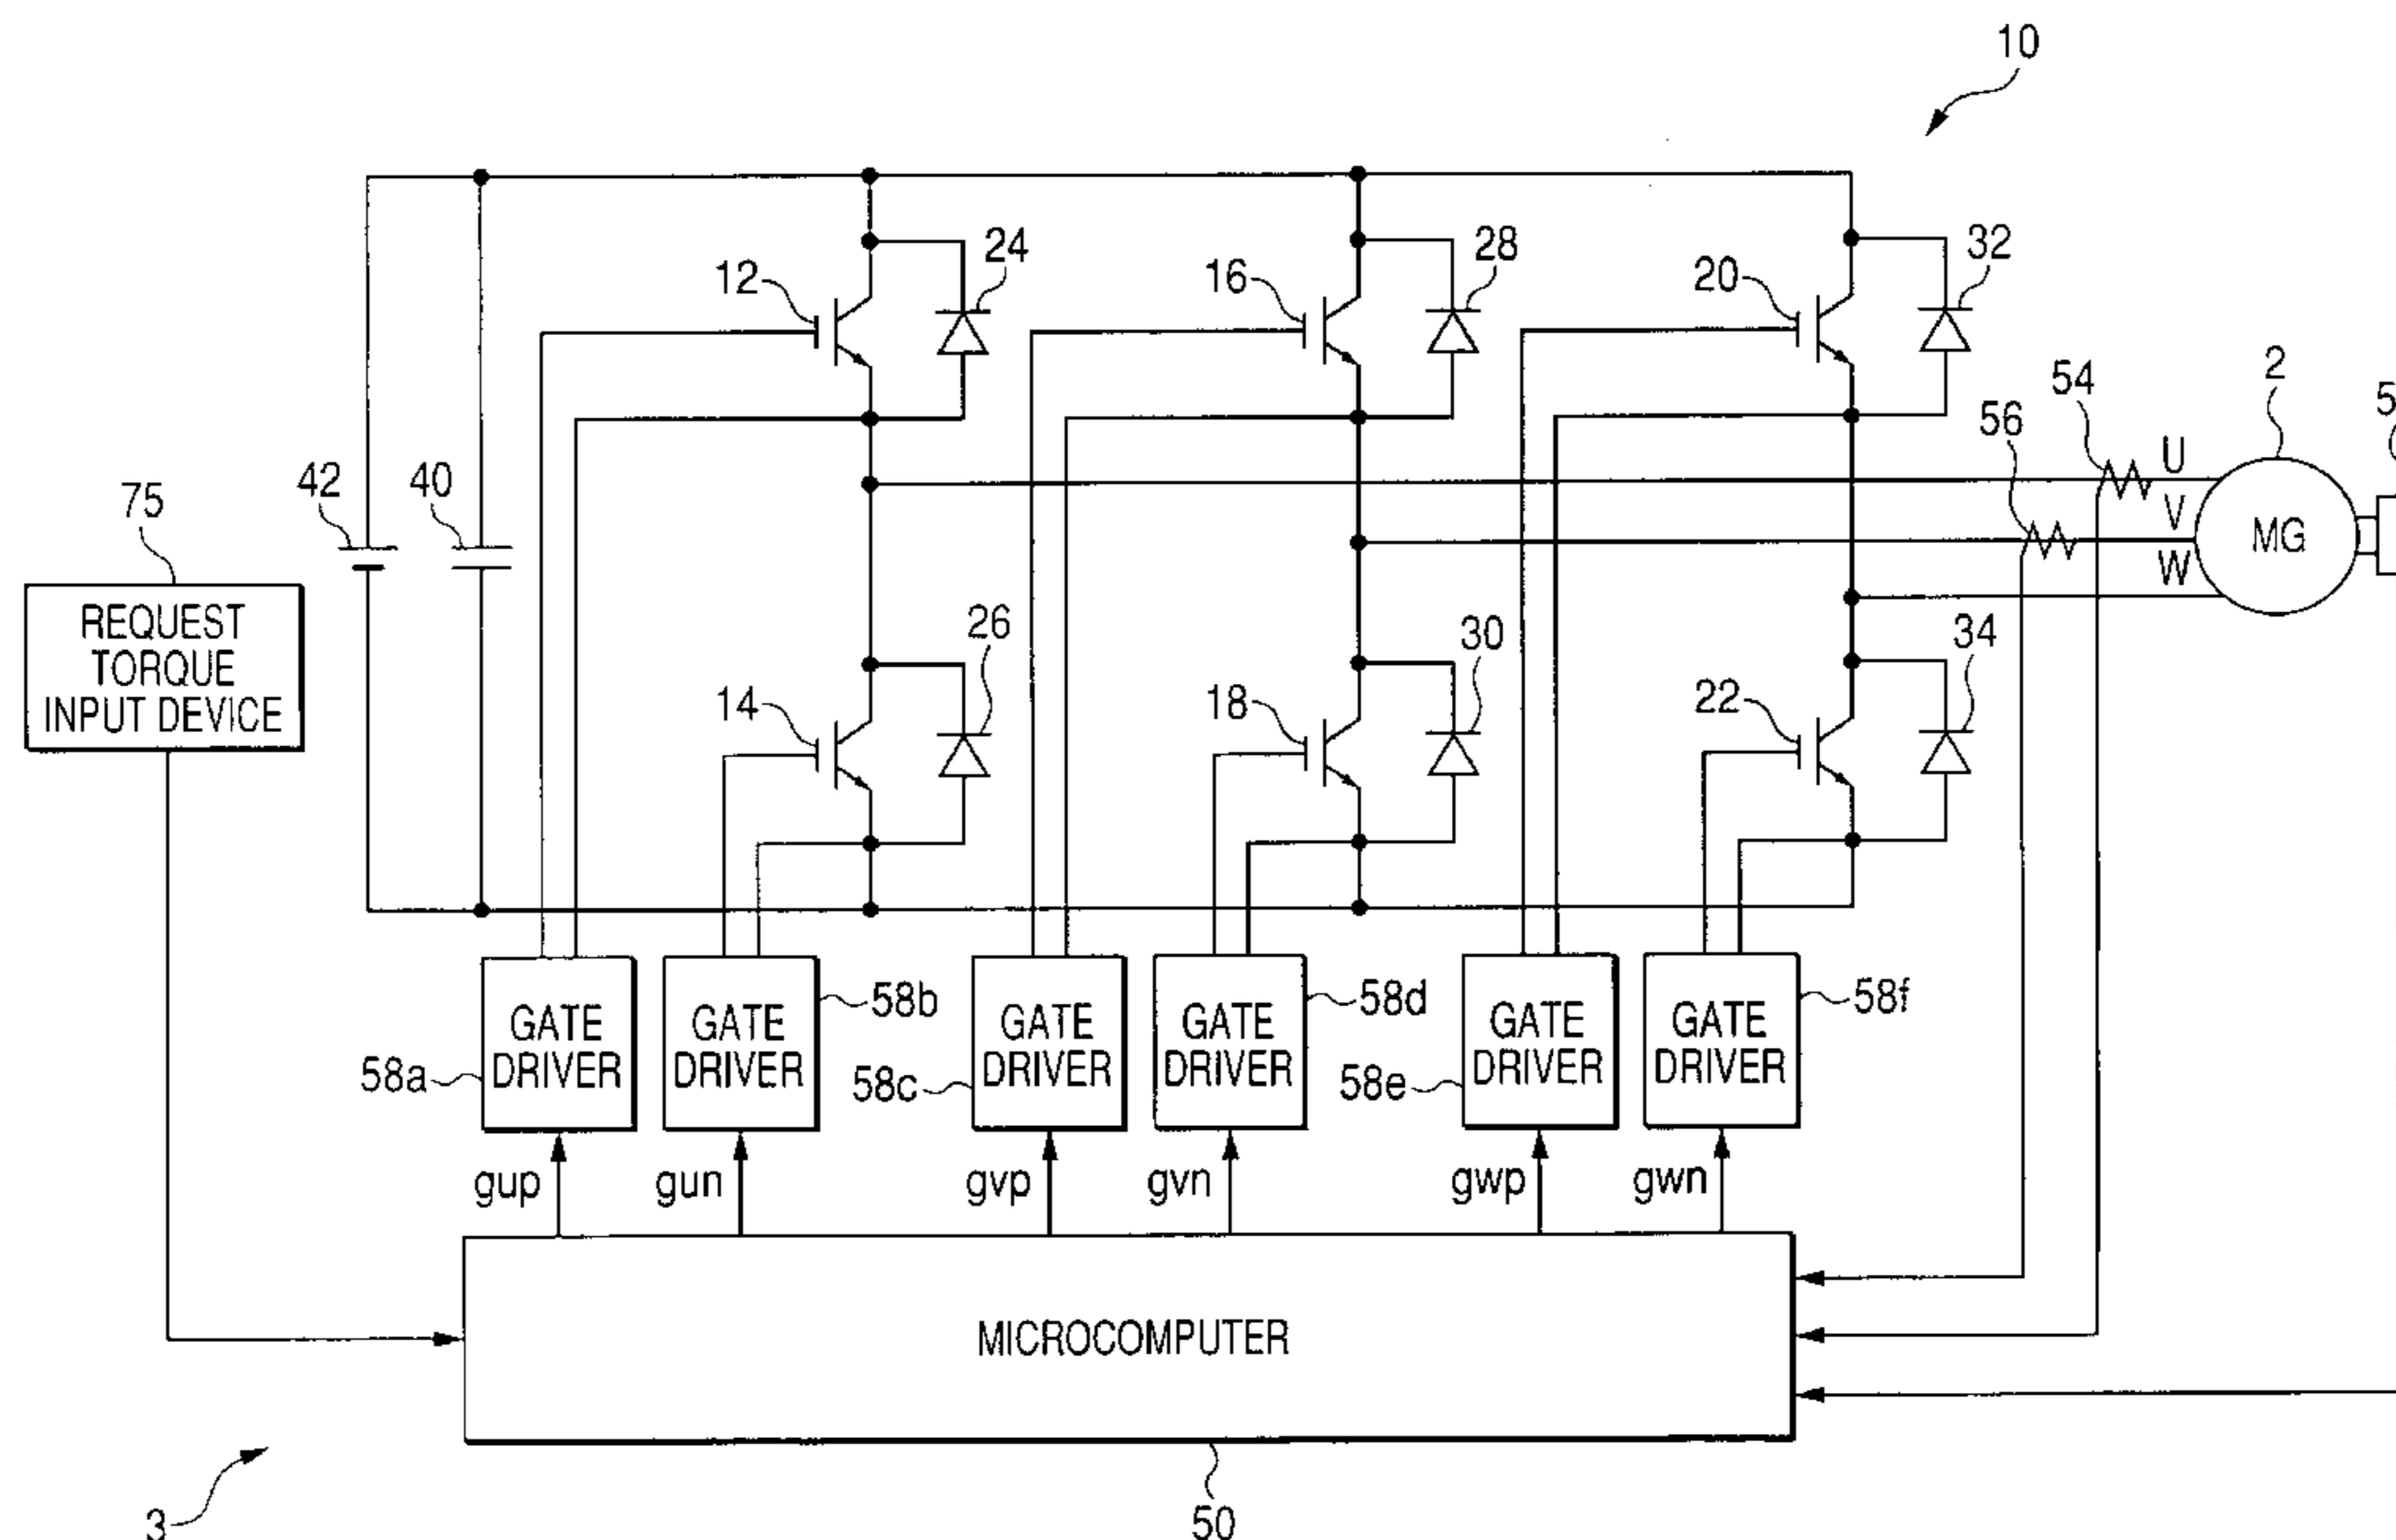 10
12
24
16
28
20
32
2
54
5
56
U
V
W
MG
42
40
75
REQUEST
TORQUE
INPUT DEVICE
26
30
34
14
18
22
GATE
DRIVER
GATE
DRIVER
GATE
DRIVER
GATE
DRIVER
GATE
DRIVER
GATE
DRIVER
58a
58b
58c
58d
58e
58f
gup
gun
gvp
gvn
gwp
gwn
MICROCOMPUTER
3
50